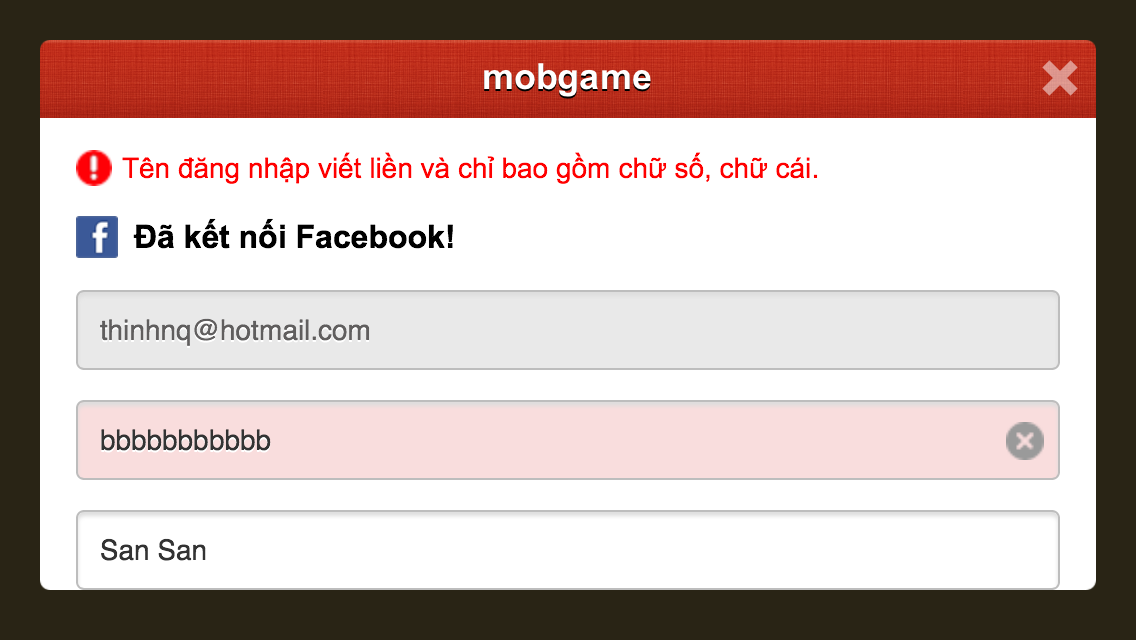 mobgame
Tên đăng nhập viết liền và chỉ bao gồm chữ số, chữ cái.
Đã kết nối Facebook!
thinhnq@hotmail.com
bbbbbbbbbbb
San San